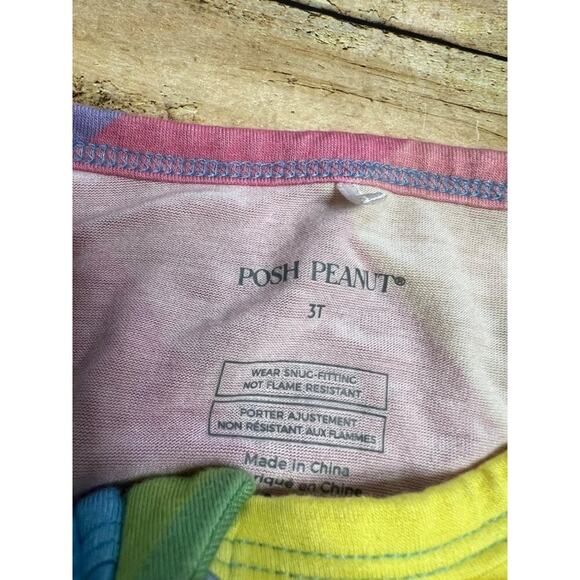 POSH PEANUT®
3T
WEAR SNUG-FITTING
NOT FLAME RESISTANT
PORTER AJUSTEMENT
NON RÉSISTANT AUX FLAMMES
Made in China
en Chine